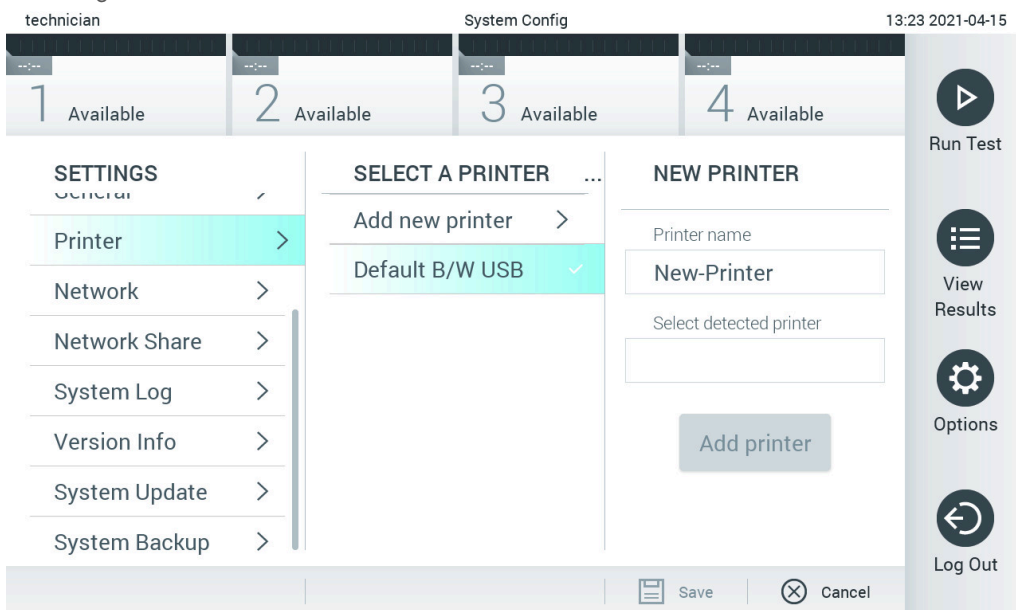 technician System Config 13:23 2021-04-15
--:-- --:-- --:-- --:--
1 Available 2 Available 3 Available 4 Available
Run Test
SETTINGS
General
Printer
Network
Network Share
System Log
Version Info
System Update
System Backup
SELECT A PRINTER ...
Add new printer
Default B/W USB
NEW PRINTER
Printer name
New-Printer
Select detected printer
Add printer
View
Results
Options
Log Out
Save Cancel